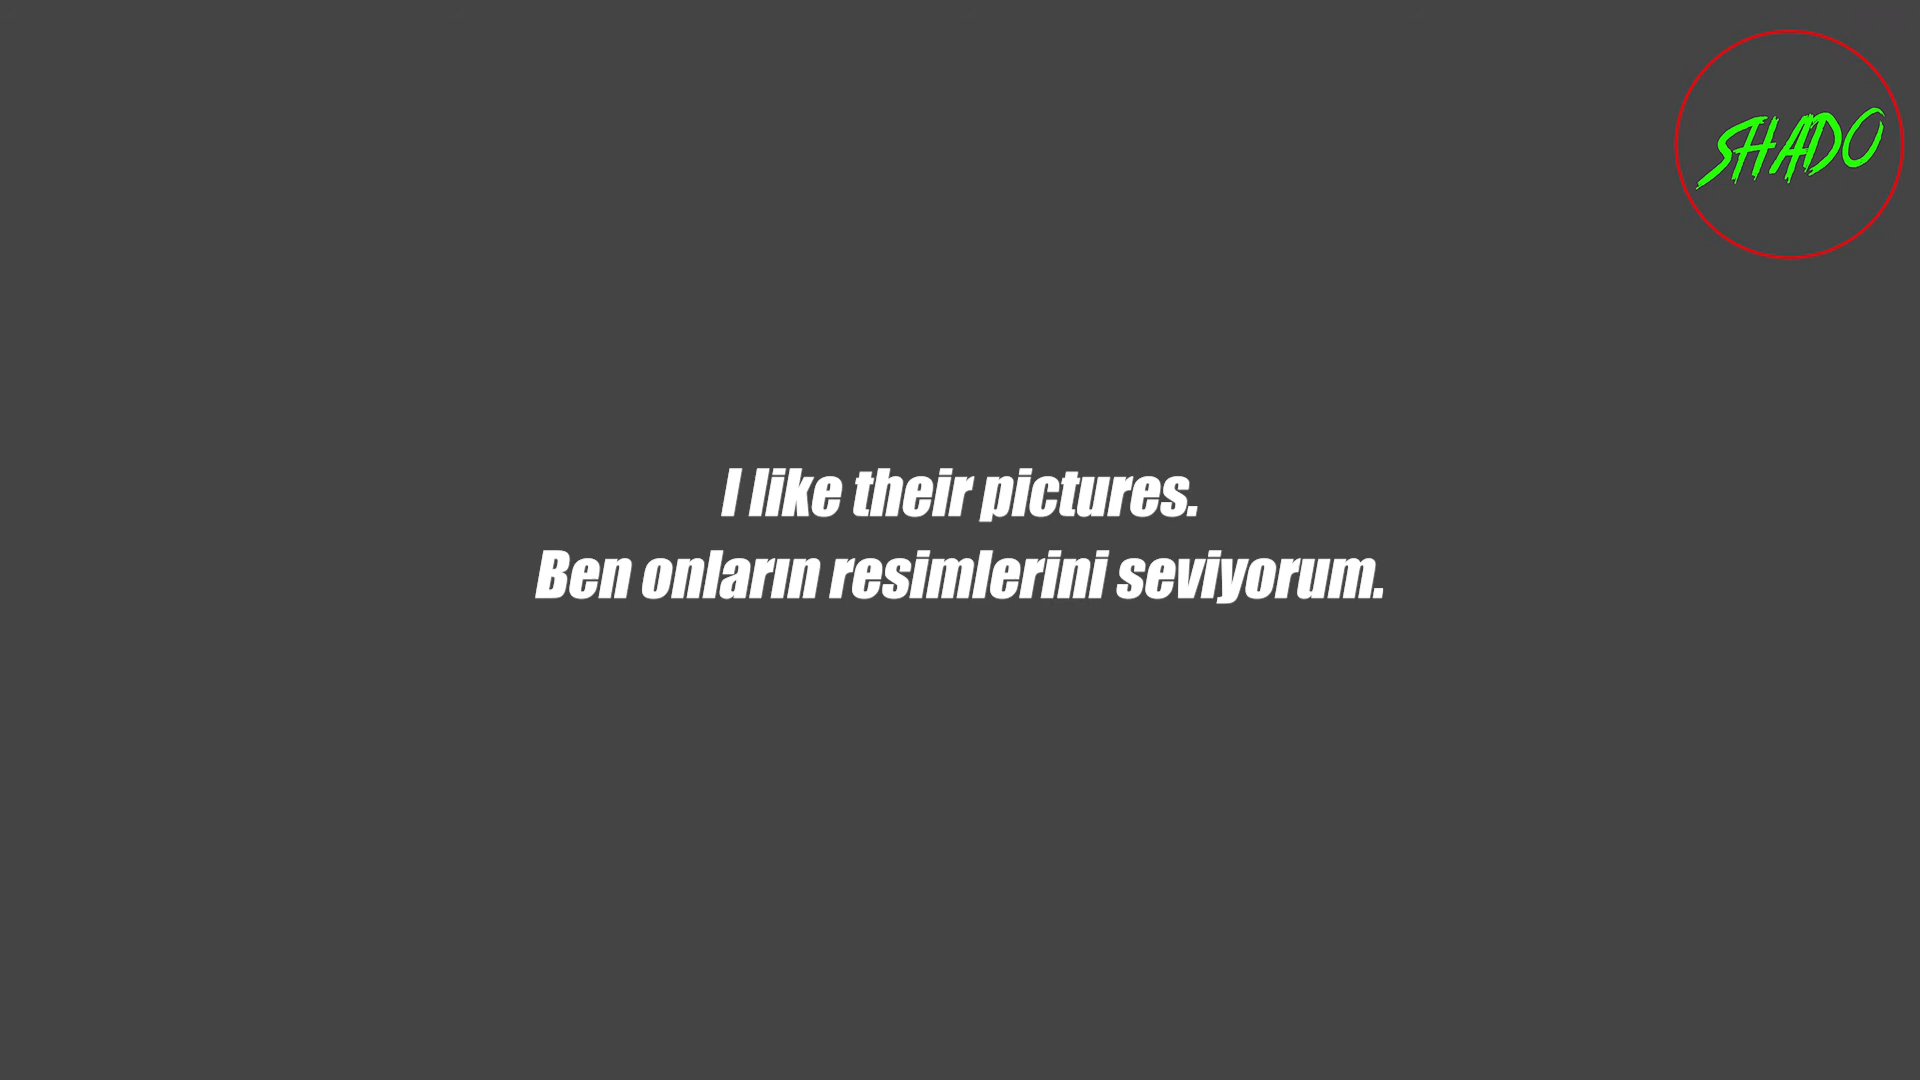 SHADO
I like their pictures.
Ben onların resimlerini seviyorum.